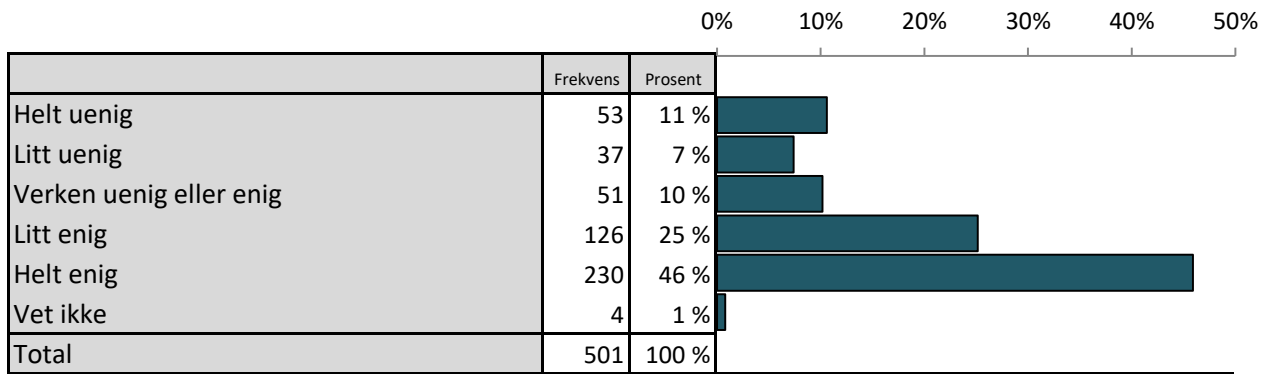 0% 10% 20% 30% 40% 50%
Frekvens Prosent
Helt uenig 53 11 %
Litt uenig 37 7 %
Verken uenig eller enig 51 10 %
Litt enig 126 25 %
Helt enig 230 46 %
Vet ikke 4 1 %
Total 501 100 %